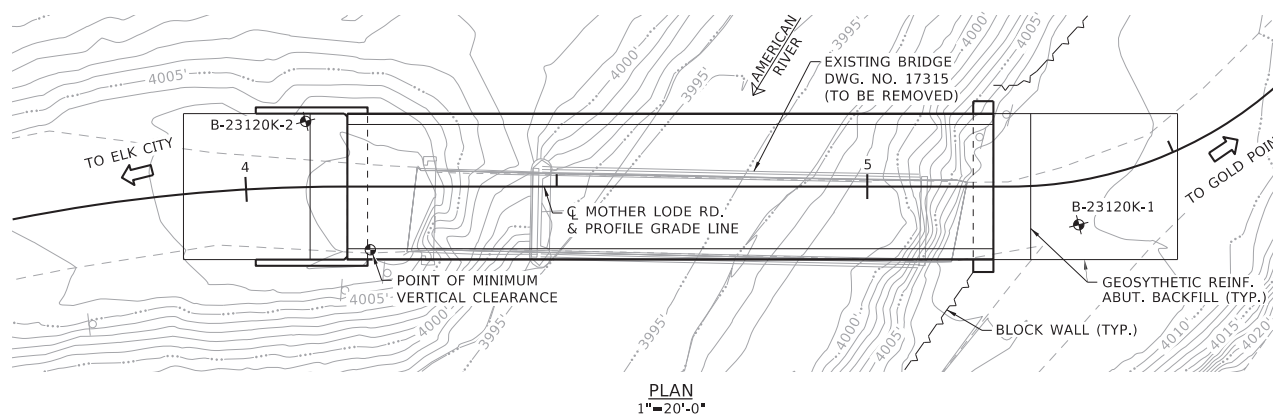 4005'
AMERICAN
RIVER
4000'
3995'
3995'
4000'
4005'
EXISTING BRIDGE
DWG. NO. 17315
(TO BE REMOVED)
B-23120K-2
TO ELK CITY
4
5
TO GOLD POINT
B-23120K-1
℄ MOTHER LODE RD.
& PROFILE GRADE LINE
POINT OF MINIMUM
VERTICAL CLEARANCE
4005'
4000'
3995'
4000'
4005'
GEOSYTHETIC REINF.
ABUT. BACKFILL (TYP.)
BLOCK WALL (TYP.)
4010'
4015'
4020'
PLAN
1"=20'-0"